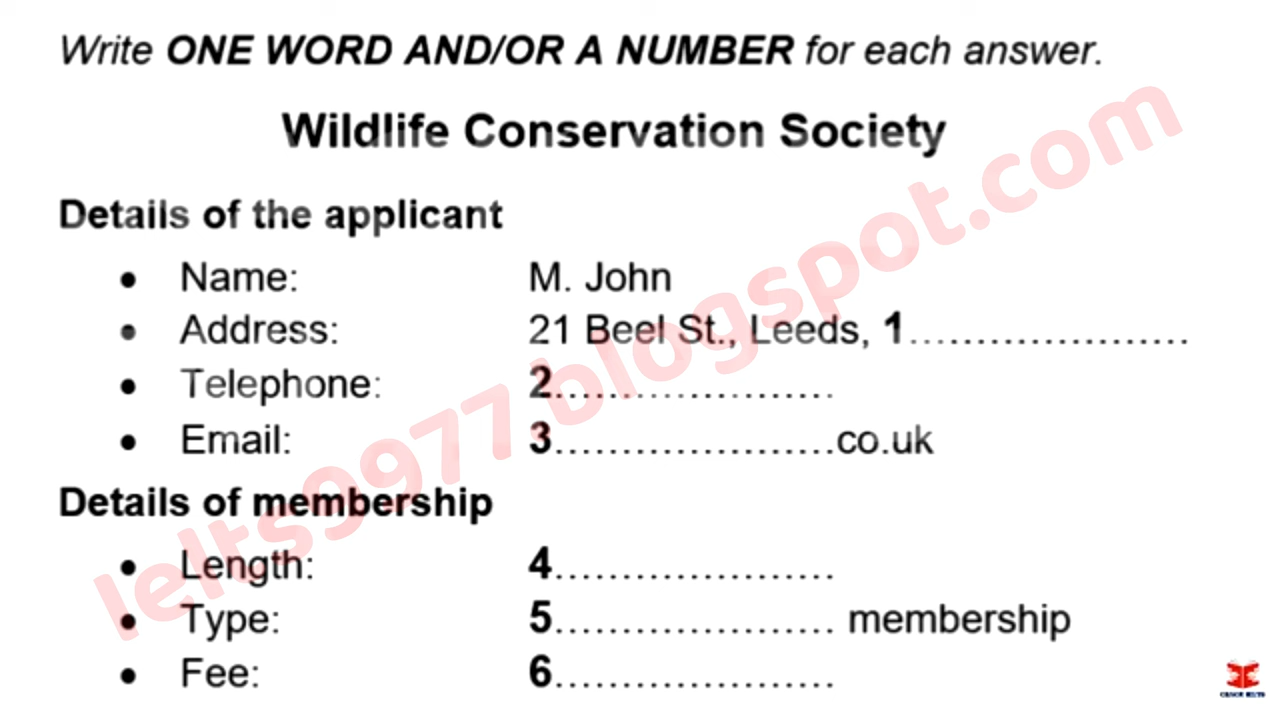 Write ONE WORD AND/OR A NUMBER for each answer.
Wildlife Conservation Society
Details of the applicant
• Name: M. John
• Address: 21 Beel St., Leeds, 1.....................
• Telephone: 2.....................
• Email: 3.....................co.uk
Details of membership
• Length: 4.....................
• Type: 5..................... membership
• Fee: 6.....................
Ielts9977.blogspot.com